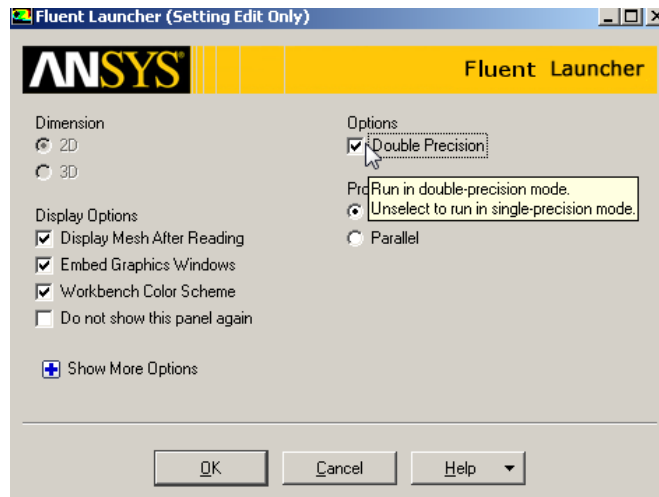 Fluent Launcher (Setting Edit Only)
ANSYS
Fluent Launcher
Dimension
2D
3D
Display Options
Display Mesh After Reading
Embed Graphics Windows
Workbench Color Scheme
Do not show this panel again
Show More Options
Options
Double Precision
Run in double-precision mode.
Unselect to run in single-precision mode.
Parallel
OK
Cancel
Help